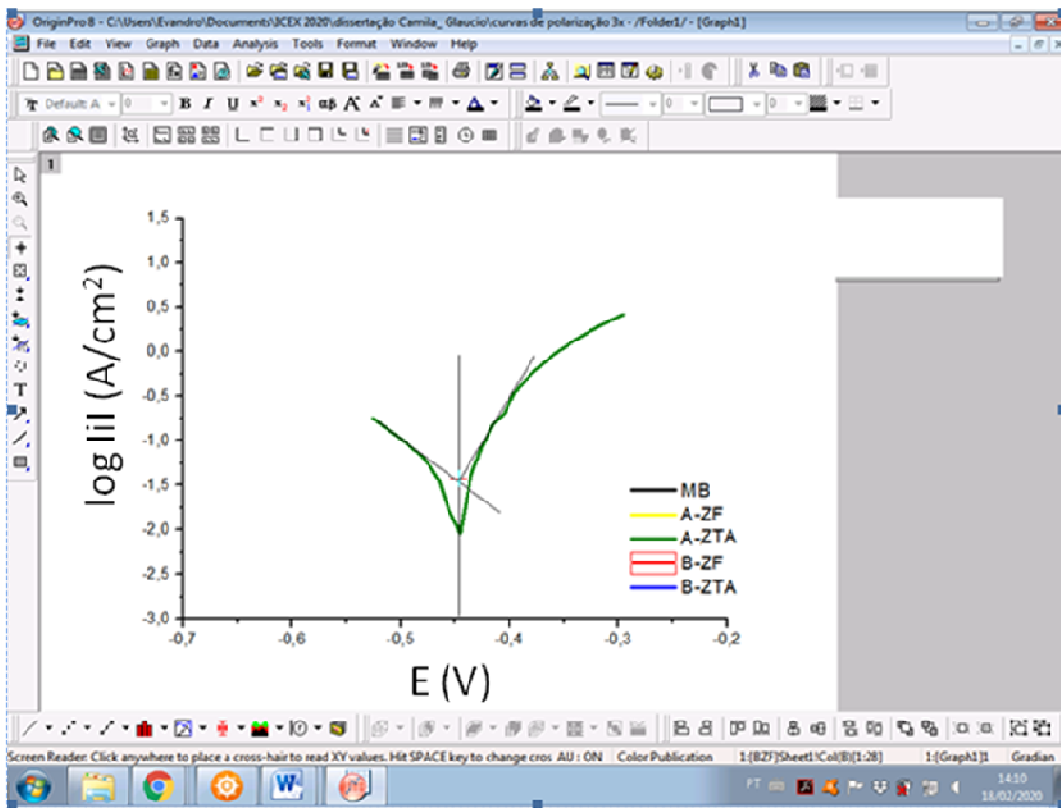 OriginPro 8 - C:\Users\Evandro\Documents\ICEX 2020\dissertação Camila_ Glaucio\curvas de polarização 3x - /Folder1/ - [Graph1]
File Edit View Graph Data Analysis Tools Format Window Help
Default: A 0 B I U
1
1,5
1,0
0,5
0,0
-0,5
-1,0
-1,5
-2,0
-2,5
-3,0
log IiI (A/cm²)
-0,7 -0,6 -0,5 -0,4 -0,3 -0,2
E (V)
MB
A-ZF
A-ZTA
B-ZF
B-ZTA
Screen Reader: Click anywhere to place a cross-hair to read XY values. Hit SPACE key to change cros AU : ON Color Publication 1:[BZF]Sheet1!Col(B)[1:28] 1:[Graph1]1 Gradian
PT
14:10
18/02/2020